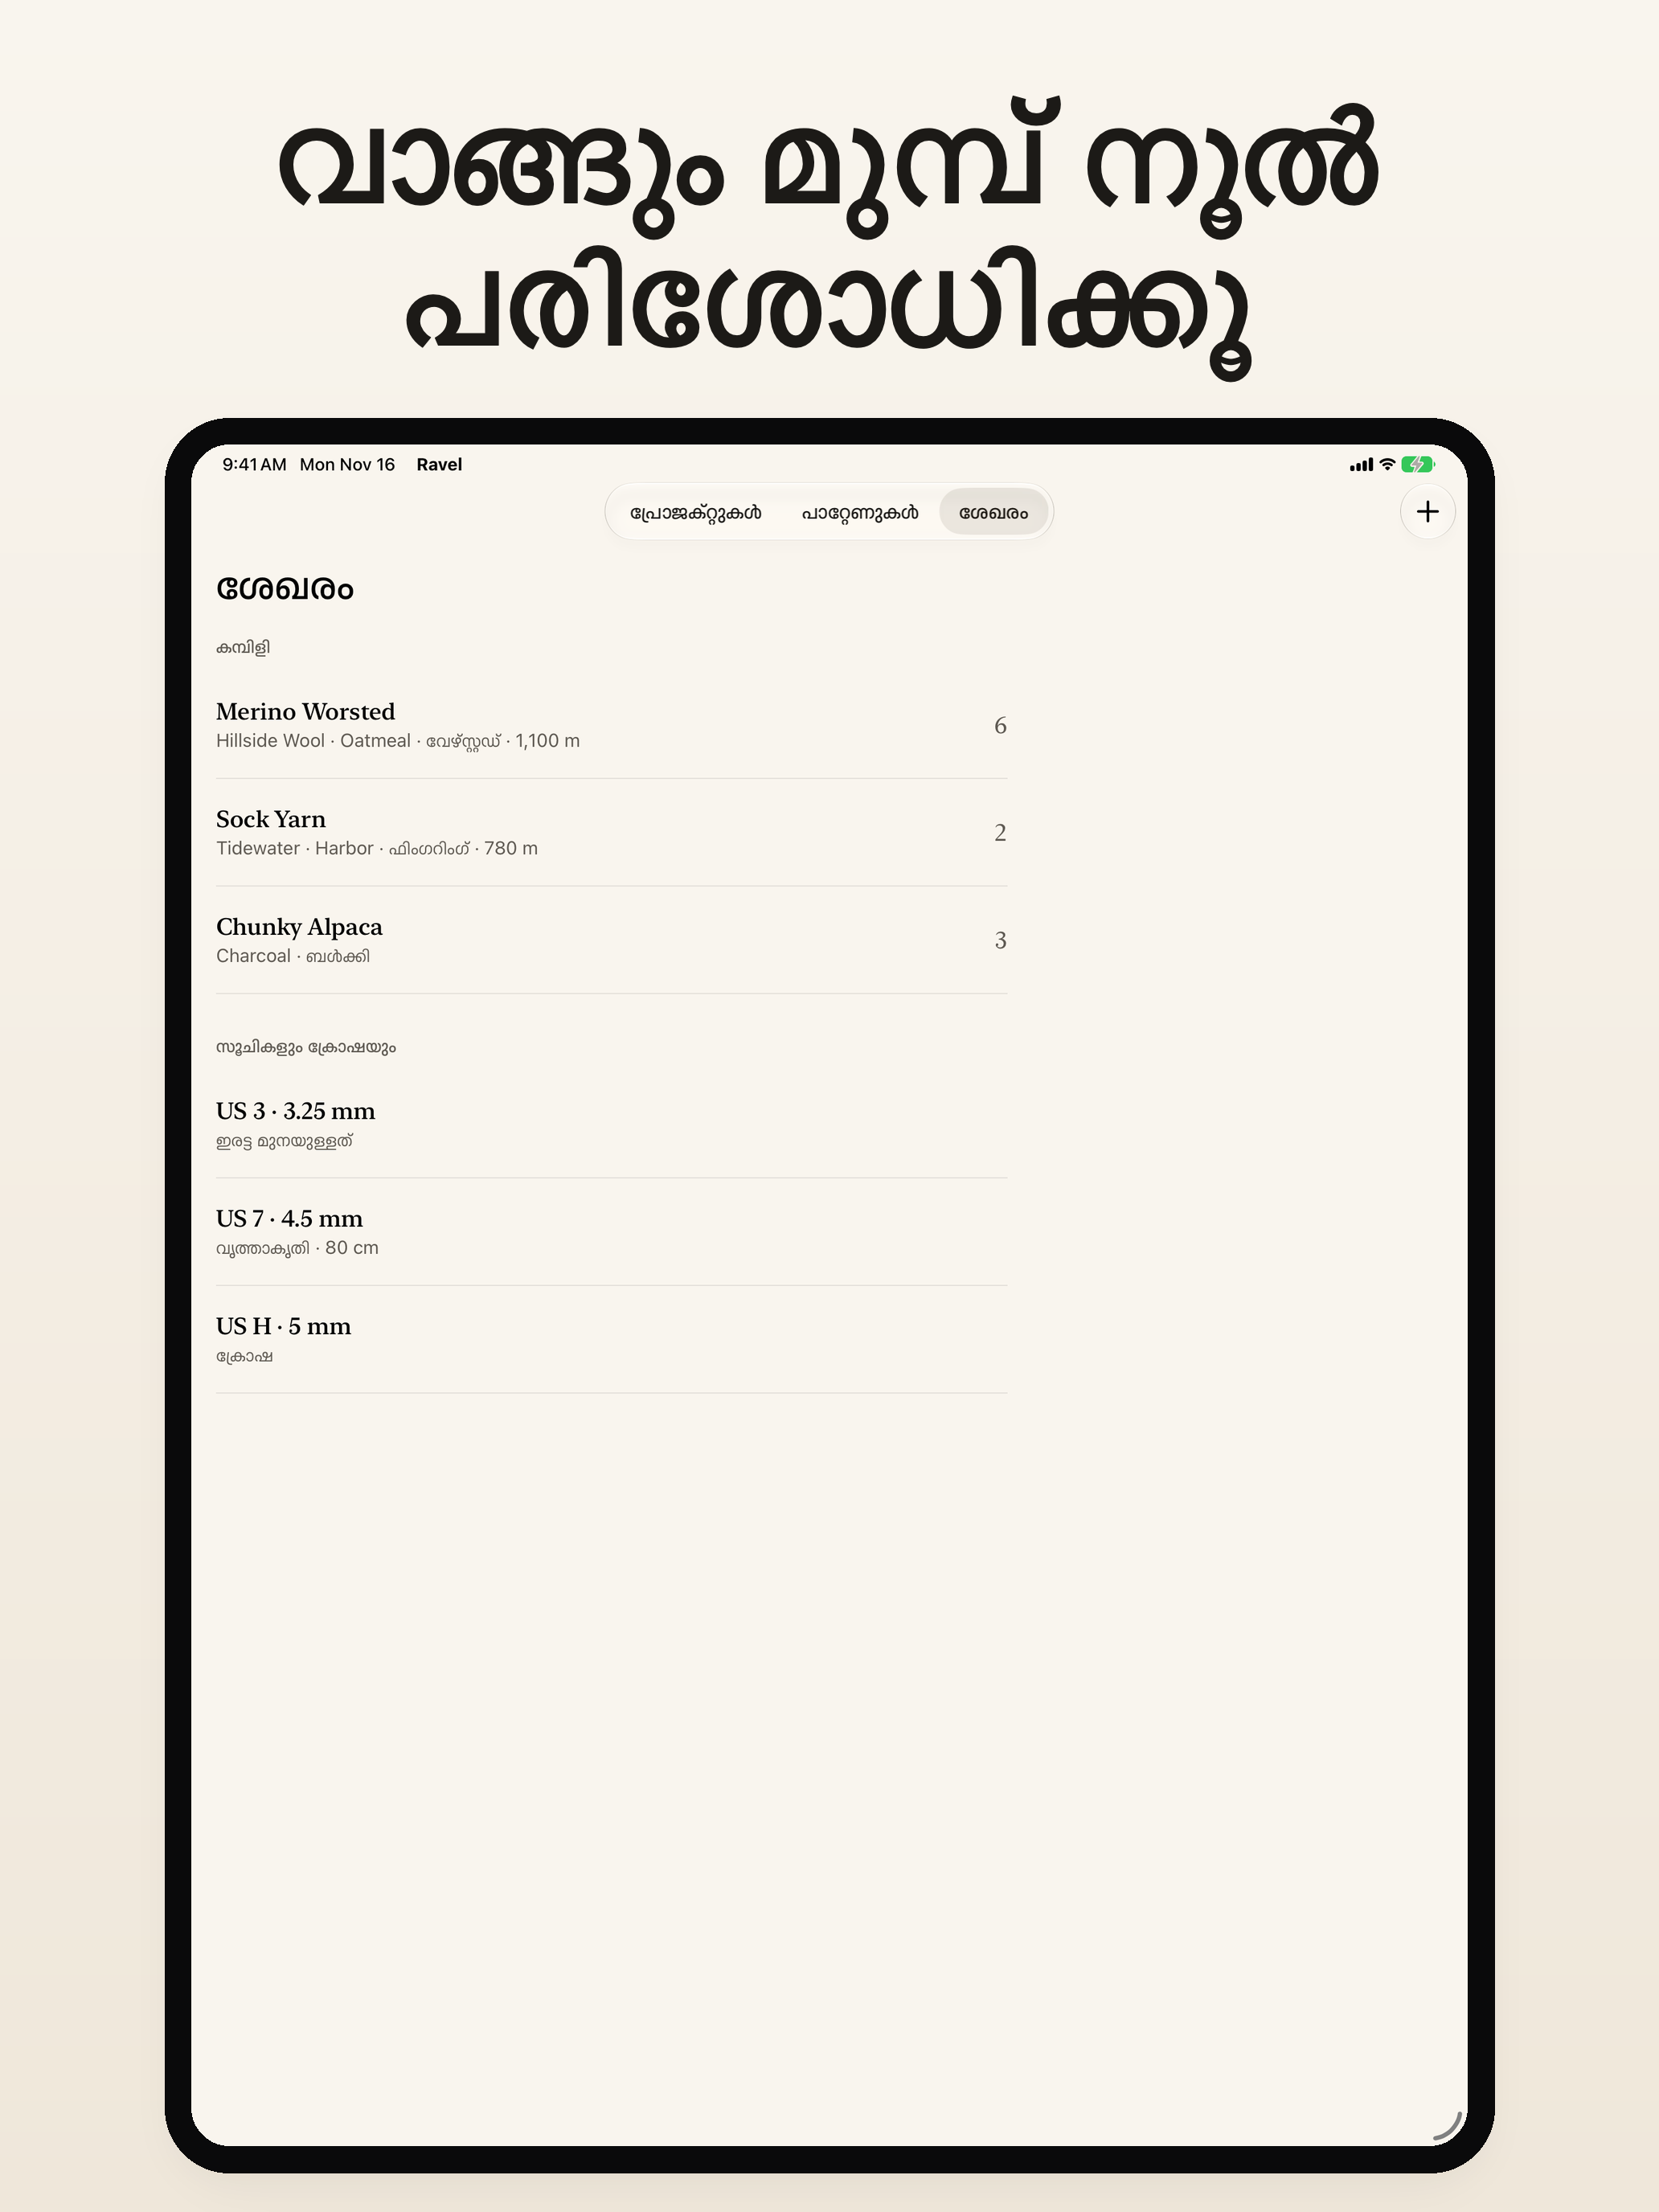 വാങ്ങും മുമ്പ് നൂൽ
പരിശോധിക്കൂ
9:41 AM Mon Nov 16 Ravel
പ്രോജക്റ്റുകൾ പാറ്റേണുകൾ ശേഖരം
ശേഖരം
കമ്പിളി
Merino Worsted
6
Hillside Wool · Oatmeal · വേഴ്സ്റ്റഡ് · 1,100 m
Sock Yarn
2
Tidewater · Harbor · ഫിംഗറിംഗ് · 780 m
Chunky Alpaca
3
Charcoal · ബൾക്കി
സൂചികളും ക്രോഷയും
US 3 · 3.25 mm
ഇരട്ട മുനയുള്ളത്
US 7 · 4.5 mm
വൃത്താകൃതി · 80 cm
US H · 5 mm
ക്രോഷ